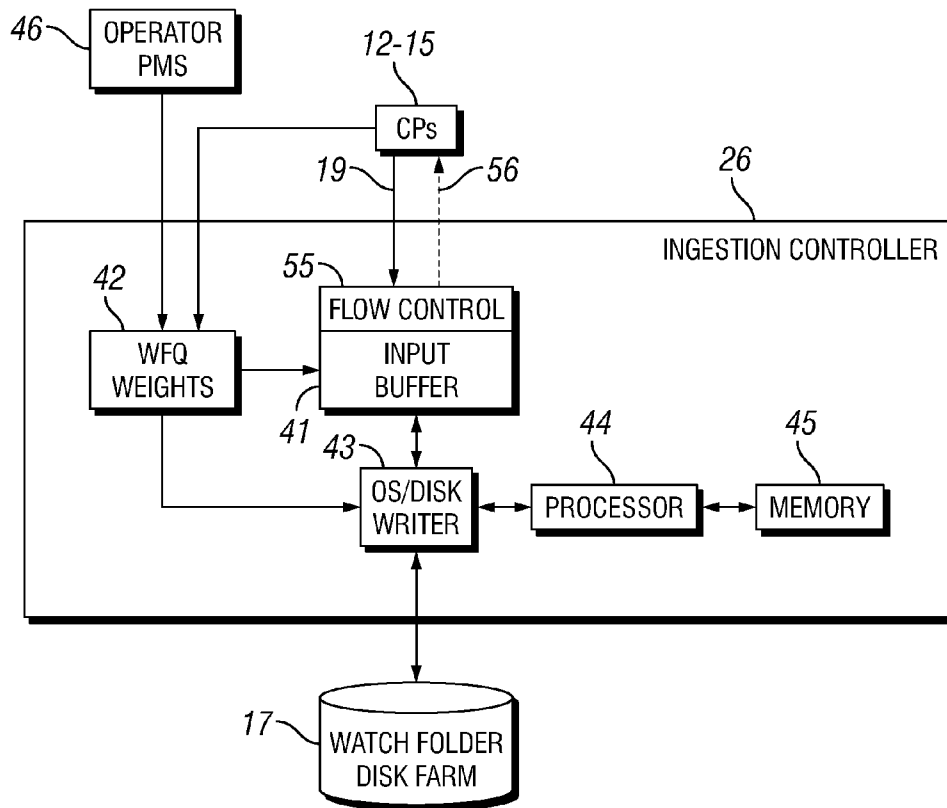 46
OPERATOR
PMS
12-15
CPs
19
56
26
INGESTION CONTROLLER
55
FLOW CONTROL
42
WFQ
WEIGHTS
INPUT
BUFFER
41
43
OS/DISK
WRITER
44
PROCESSOR
45
MEMORY
17
WATCH FOLDER
DISK FARM